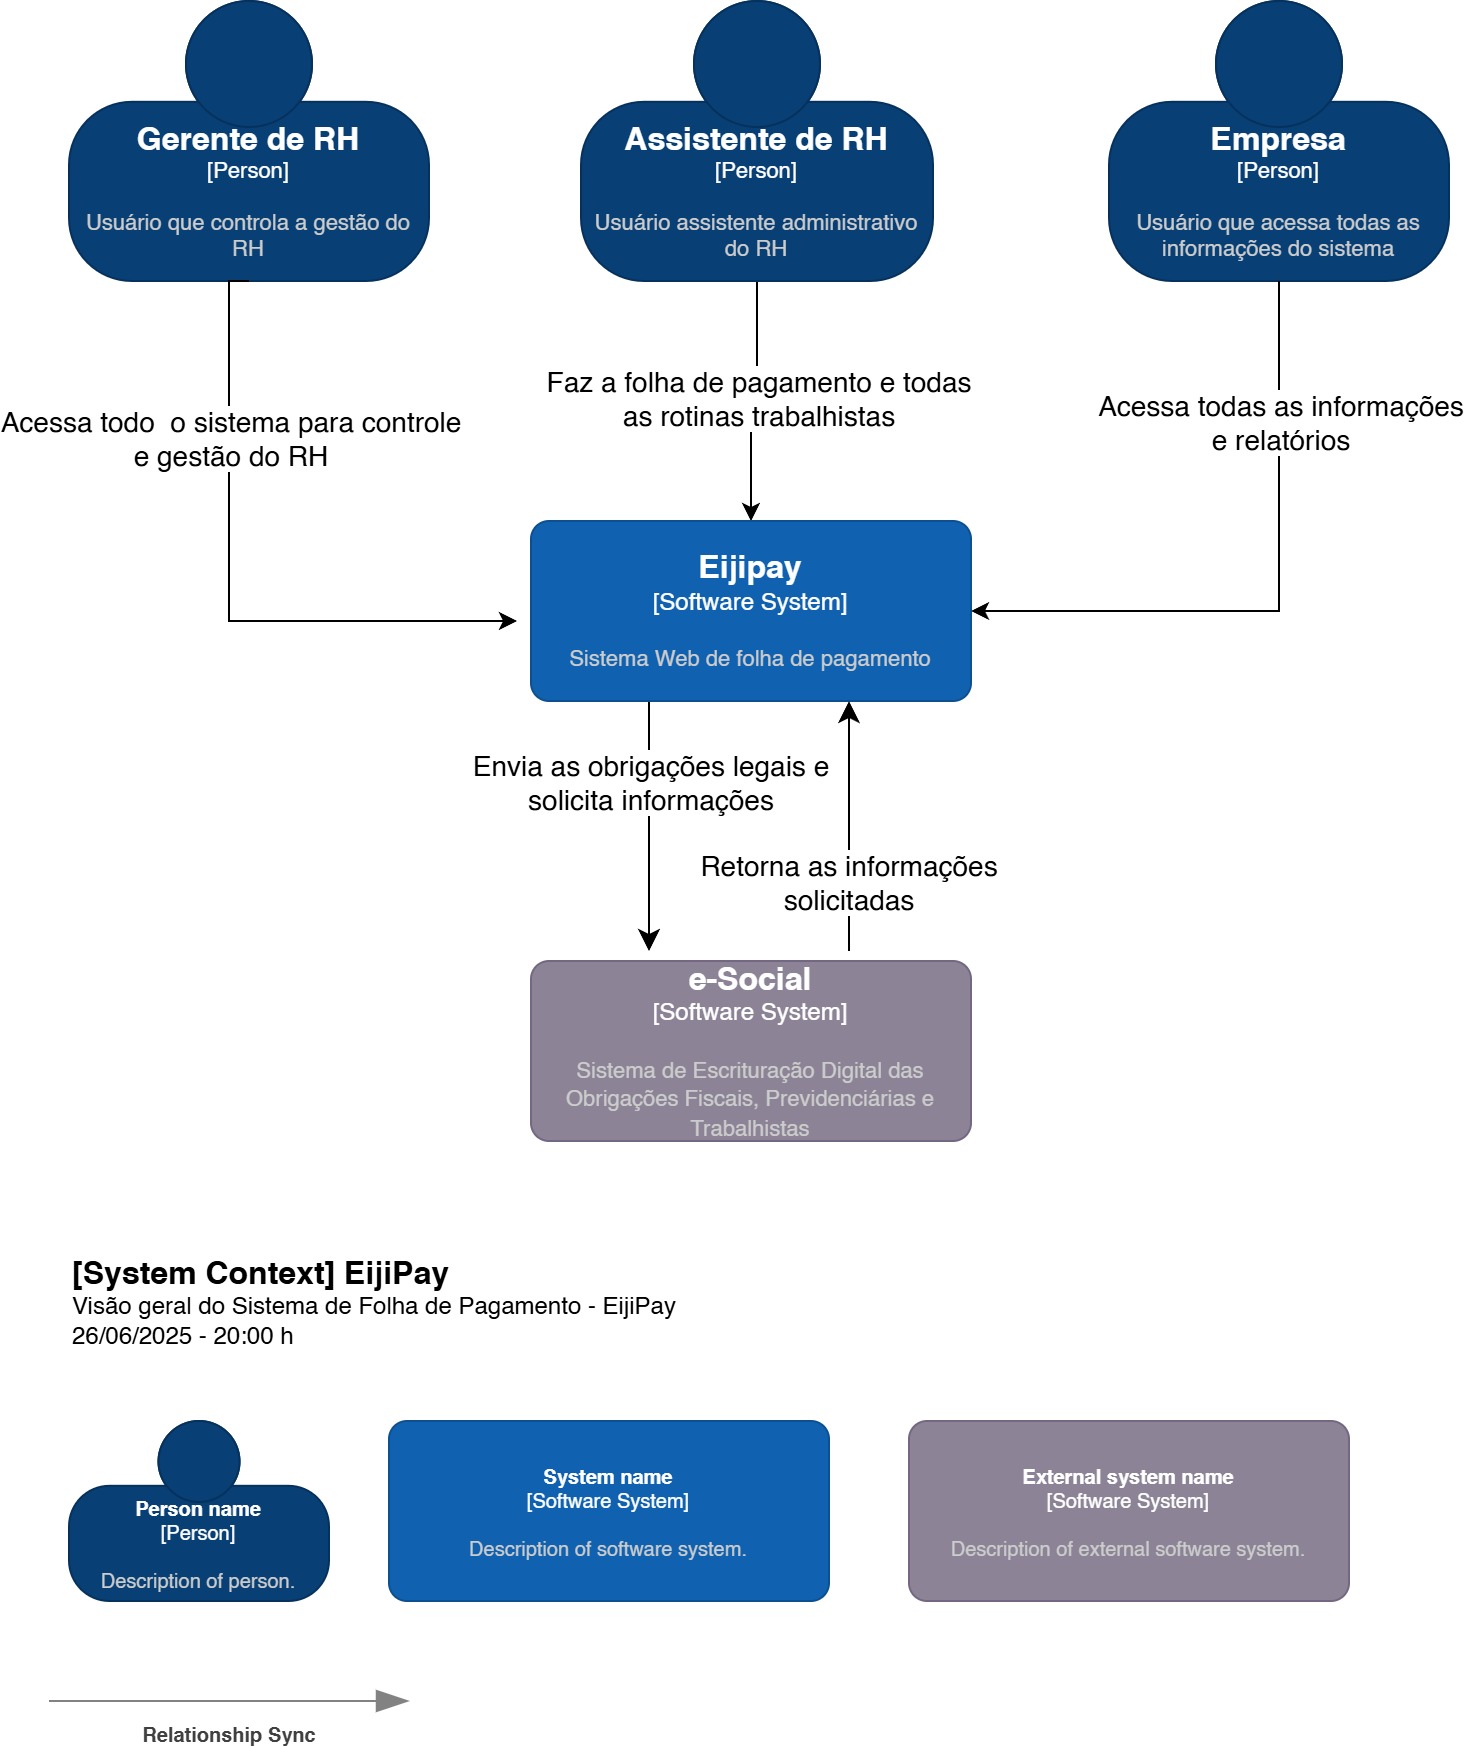 Gerente de RH
[Person]
Usuário que controla a gestão do
RH
Assistente de RH
[Person]
Usuário assistente administrativo
do RH
Empresa
[Person]
Usuário que acessa todas as
informações do sistema
Acessa todo  o sistema para controle
e gestão do RH
Faz a folha de pagamento e todas
as rotinas trabalhistas
Acessa todas as informações
e relatórios
Eijipay
[Software System]
Sistema Web de folha de pagamento
Envia as obrigações legais e
solicita informações
Retorna as informações
solicitadas
e-Social
[Software System]
Sistema de Escrituração Digital das
Obrigações Fiscais, Previdenciárias e
Trabalhistas
[System Context] EijiPay
Visão geral do Sistema de Folha de Pagamento - EijiPay
26/06/2025 - 20:00 h
Person name
[Person]
Description of person.
System name
[Software System]
Description of software system.
External system name
[Software System]
Description of external software system.
Relationship Sync